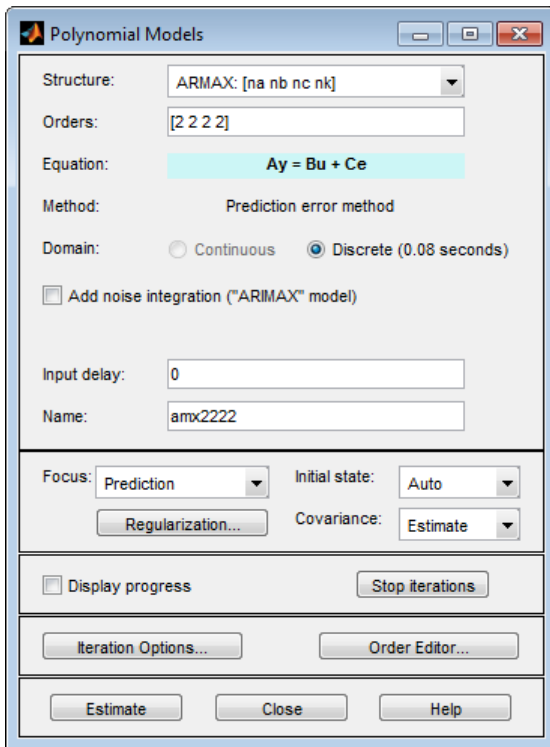 Polynomial Models
Structure: ARMAX: [na nb nc nk]
Orders: [2 2 2 2]
Equation: Ay = Bu + Ce
Method: Prediction error method
Domain: Continuous Discrete (0.08 seconds)
Add noise integration ("ARIMAX" model)
Input delay: 0
Name: amx2222
Focus: Prediction Initial state: Auto
Regularization... Covariance: Estimate
Display progress Stop iterations
Iteration Options... Order Editor...
Estimate Close Help